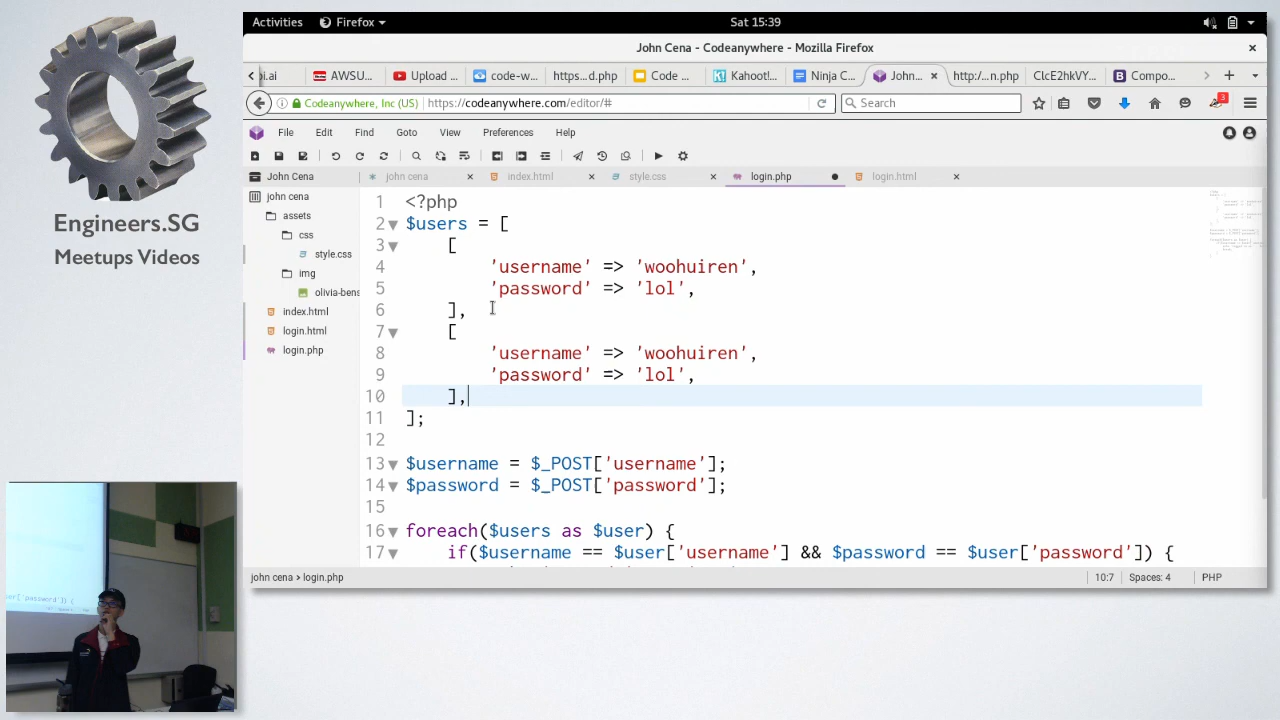 Activities Firefox Sat 15:39
John Cena - Codeanywhere - Mozilla Firefox
oi.ai AWSU... Upload ... code-w... https...d.php Code ... Kahoot!... Ninja C... John... http:/...n.php ClcE2hkVY... Compo...
Codeanywhere, Inc (US) https://codeanywhere.com/editor/# Search 3
File Edit Find Goto View Preferences Help
John Cena john cena index.html style.css login.php login.html
john cena
assets
css
style.css
img
olivia-bens
index.html
login.html
login.php
1 <?php
2 $users = [
3 [
4 'username' => 'woohuiren',
5 'password' => 'lol',
6 ],
7 [
8 'username' => 'woohuiren',
9 'password' => 'lol',
10 ],
11 ];
12
13 $username = $_POST['username'];
14 $password = $_POST['password'];
15
16 foreach($users as $user) {
17 if($username == $user['username'] && $password == $user['password']) {
john cena > login.php 10:7 Spaces: 4 PHP
Engineers.SG
Meetups Videos
ser['password']) {